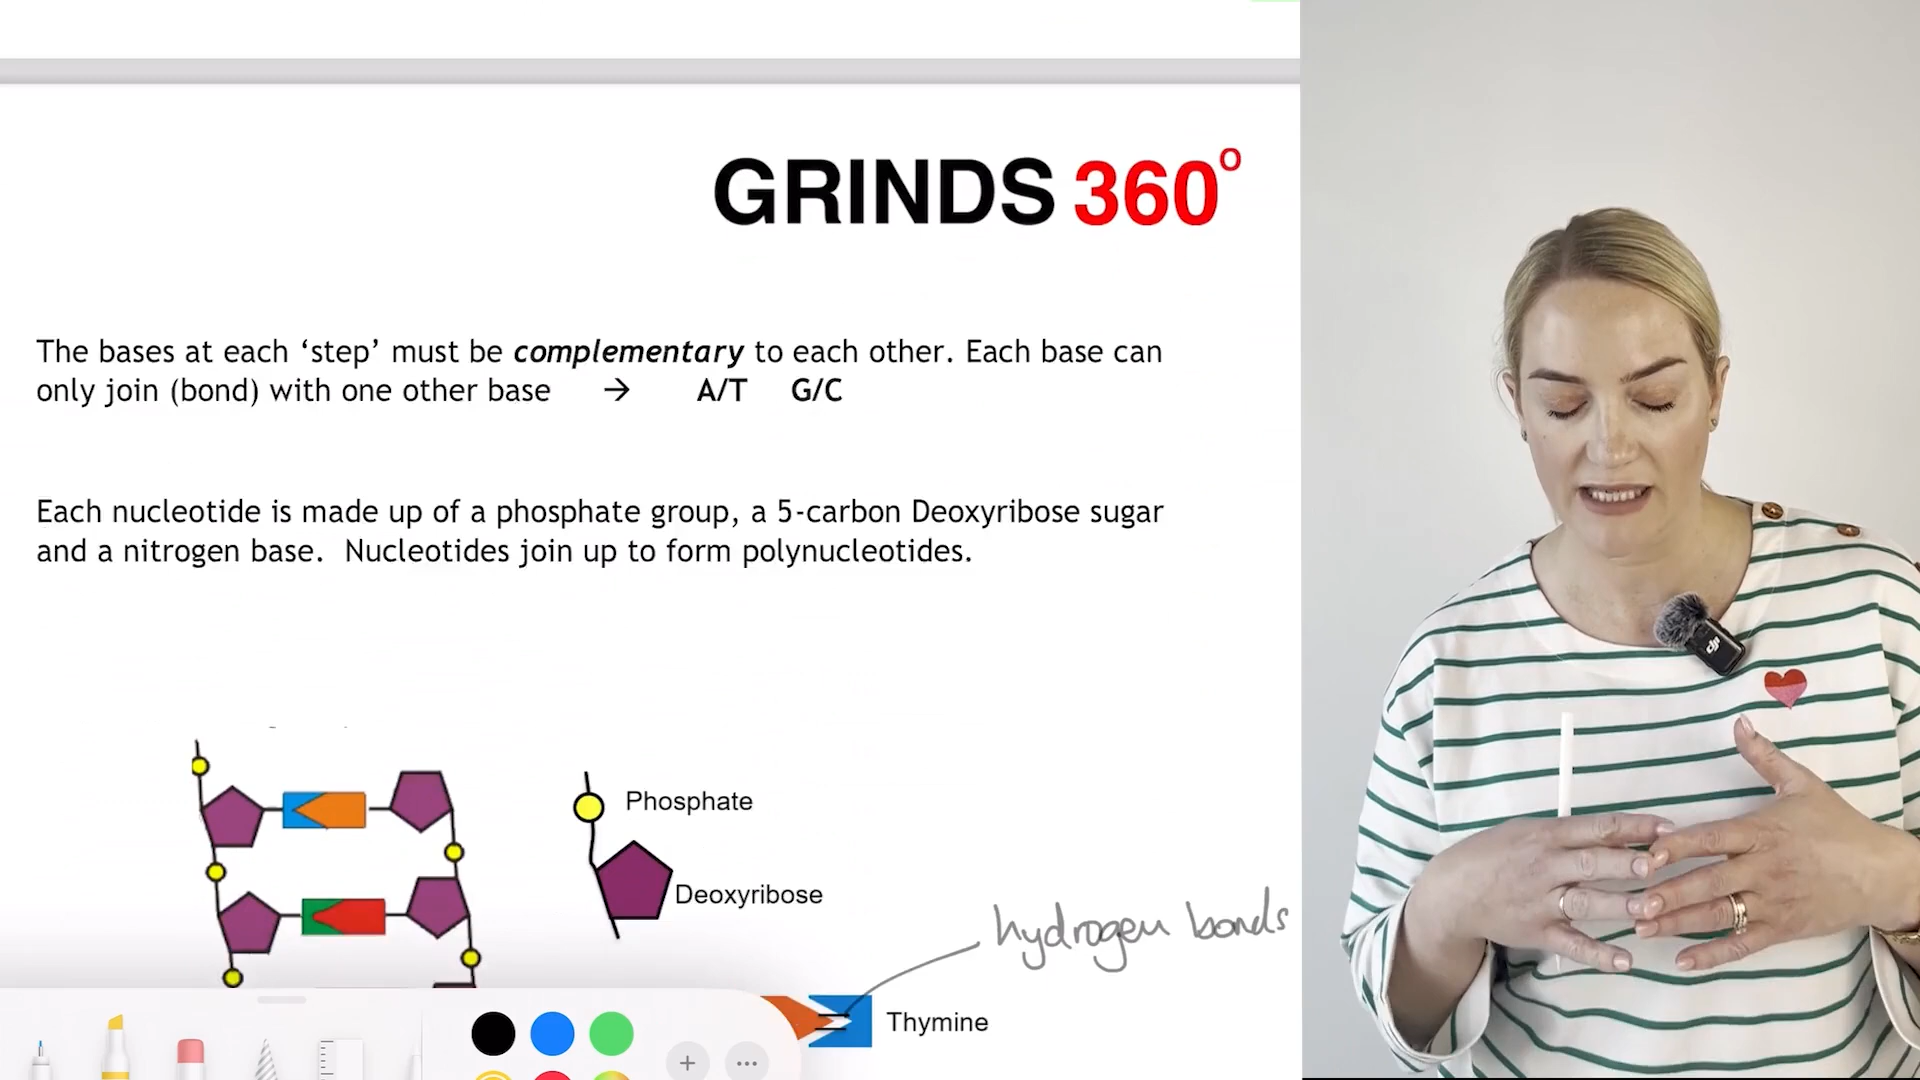 GRINDS 360°
The bases at each ‘step’ must be complementary to each other. Each base can
only join (bond) with one other base → A/T G/C
Each nucleotide is made up of a phosphate group, a 5-carbon Deoxyribose sugar
and a nitrogen base. Nucleotides join up to form polynucleotides.
Phosphate
Deoxyribose
hydrogen bonds
Thymine
dji